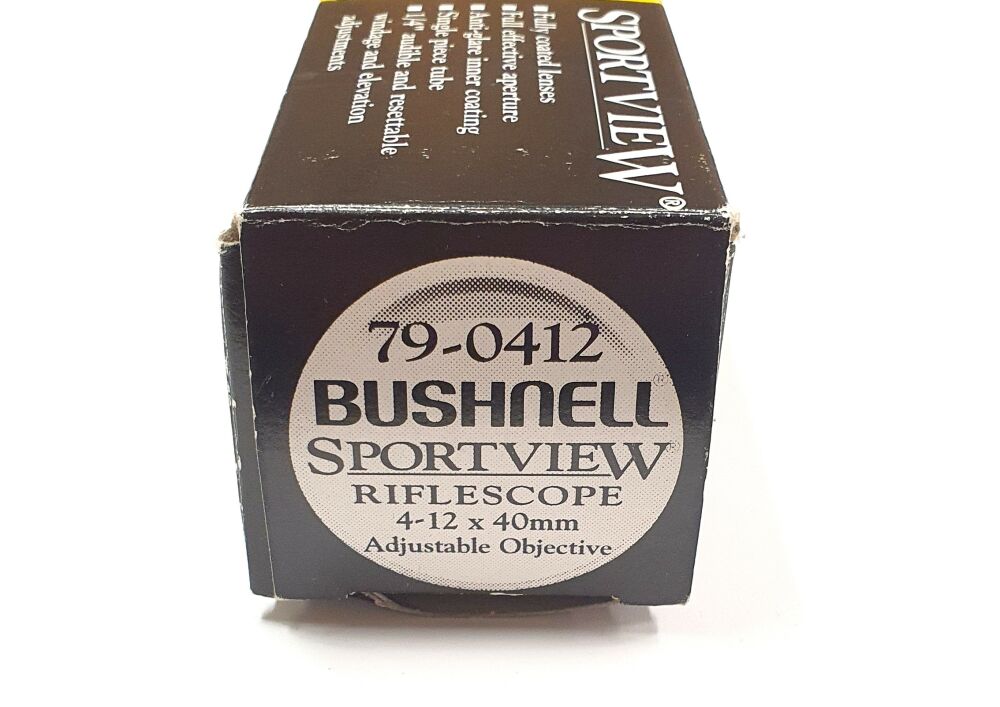 SPORTVIEW®
▪ Fully coated lenses
▪ Full effective aperture
▪ Anti-glare inner coating
▪ Single piece tube
▪ 1/4" audible and resettable
windage and elevation
adjustments
79-0412
BUSHNELL®
SPORTVIEW®
RIFLESCOPE
4-12 x 40mm
Adjustable Objective